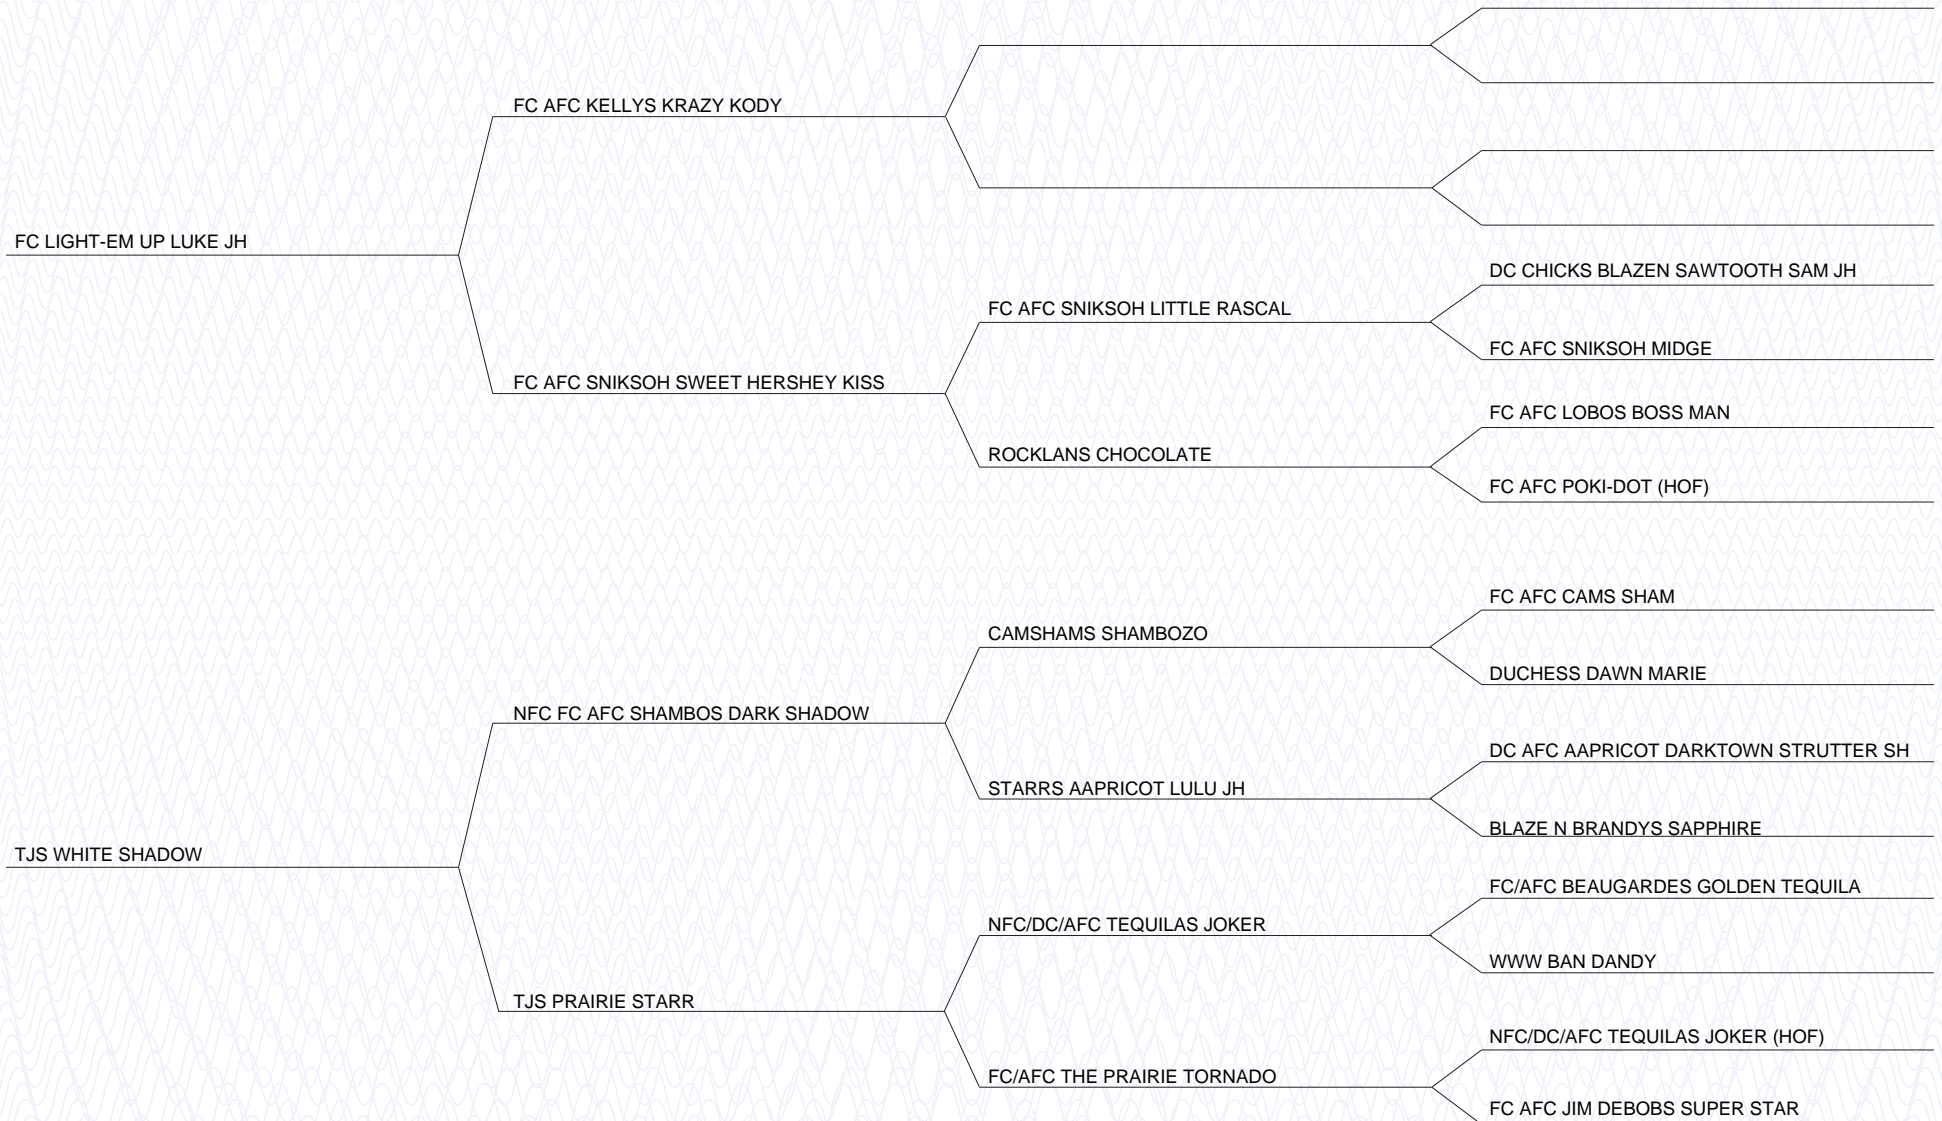 FC AFC KELLYS KRAZY KODY
FC LIGHT-EM UP LUKE JH
DC CHICKS BLAZEN SAWTOOTH SAM JH
FC AFC SNIKSOH LITTLE RASCAL
FC AFC SNIKSOH MIDGE
FC AFC SNIKSOH SWEET HERSHEY KISS
FC AFC LOBOS BOSS MAN
ROCKLANS CHOCOLATE
FC AFC POKI-DOT (HOF)
FC AFC CAMS SHAM
CAMSHAMS SHAMBOZO
DUCHESS DAWN MARIE
NFC FC AFC SHAMBOS DARK SHADOW
DC AFC AAPRICOT DARKTOWN STRUTTER SH
STARRS AAPRICOT LULU JH
BLAZE N BRANDYS SAPPHIRE
TJS WHITE SHADOW
FC/AFC BEAUGARDES GOLDEN TEQUILA
NFC/DC/AFC TEQUILAS JOKER
WWW BAN DANDY
TJS PRAIRIE STARR
NFC/DC/AFC TEQUILAS JOKER (HOF)
FC/AFC THE PRAIRIE TORNADO
FC AFC JIM DEBOBS SUPER STAR